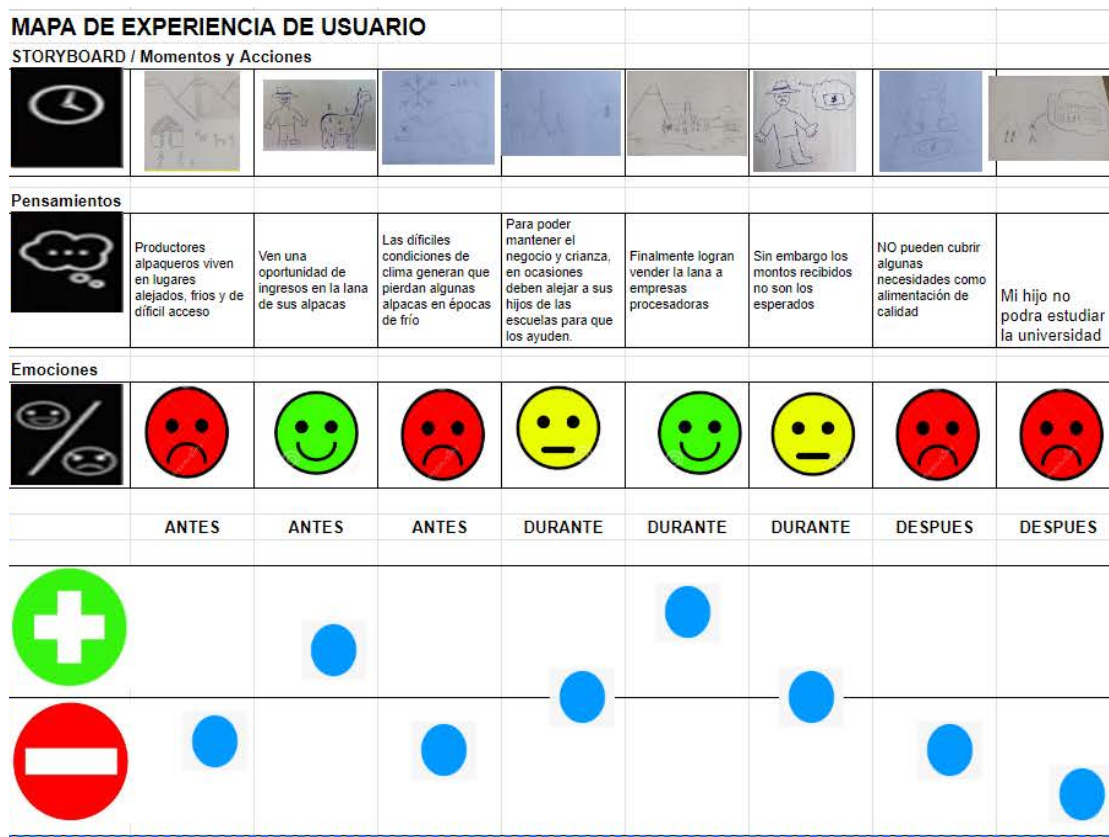 MAPA DE EXPERIENCIA DE USUARIO
STORYBOARD / Momentos y Acciones
Pensamientos
Productores
alpaqueros viven
en lugares
alejados, frios y de
díficil acceso
Ven una
oportunidad de
ingresos en la lana
de sus alpacas
Las díficiles
condiciones de
clima generan que
pierdan algunas
alpacas en épocas
de frío
Para poder
mantener el
negocio y crianza,
en ocasiones
deben alejar a sus
hijos de las
escuelas para que
los ayuden.
Finalmente logran
vender la lana a
empresas
procesadoras
Sin embargo los
montos recibidos
no son los
esperados
NO pueden cubrir
algunas
necesidades como
alimentación de
calidad
Mi hijo no
podra estudiar
la universidad
Emociones
ANTES ANTES ANTES DURANTE DURANTE DURANTE DESPUES DESPUES